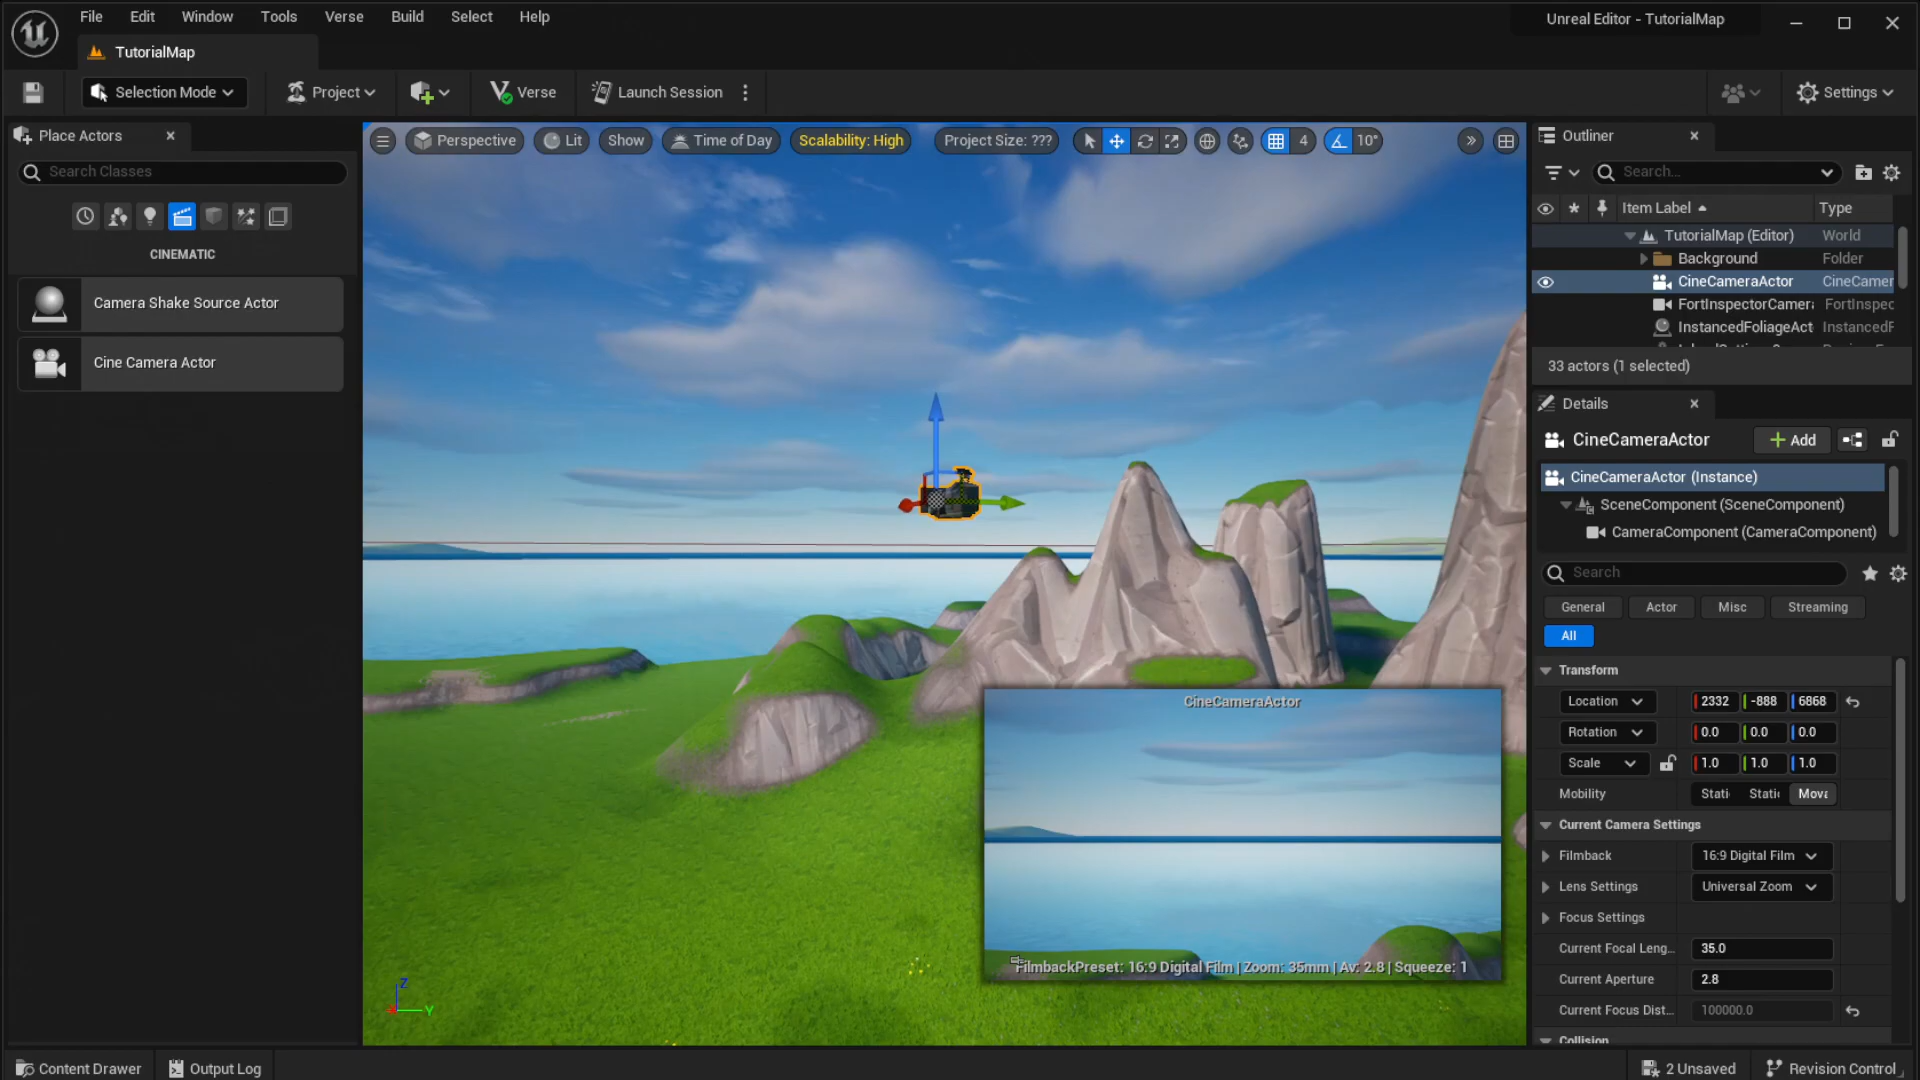 File Edit Window Tools Verse Build Select Help
Unreal Editor - TutorialMap
TutorialMap
Selection Mode
Project
Verse
Launch Session
Settings
Place Actors
Search Classes
CINEMATIC
Camera Shake Source Actor
Cine Camera Actor
Perspective Lit Show Time of Day Scalability: High Project Size: ??? 4 10°
CineCameraActor
FilmbackPreset: 16:9 Digital Film | Zoom: 35mm | Av: 2.8 | Squeeze: 1
Z
Y
Outliner
Search...
Item Label Type
TutorialMap (Editor) World
Background Folder
CineCameraActor CineCamer
FortInspectorCamera FortInspec
InstancedFoliageAct InstancedF
33 actors (1 selected)
Details
CineCameraActor
Add
CineCameraActor (Instance)
SceneComponent (SceneComponent)
CameraComponent (CameraComponent)
Search
General Actor Misc Streaming
All
Transform
Location 2332 -888 6868
Rotation 0.0 0.0 0.0
Scale 1.0 1.0 1.0
Mobility Stati Static Mova
Current Camera Settings
Filmback 16:9 Digital Film
Lens Settings Universal Zoom
Focus Settings
Current Focal Leng... 35.0
Current Aperture 2.8
Current Focus Dist... 100000.0
Collision
Content Drawer
Output Log
2 Unsaved
Revision Control